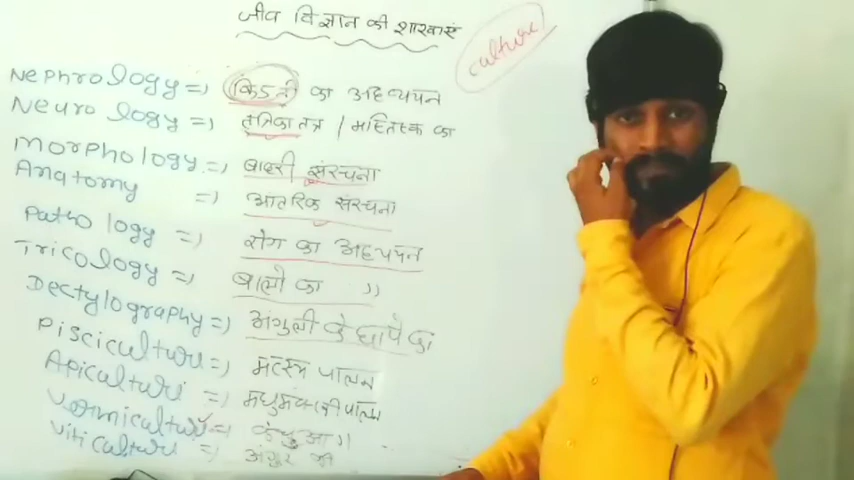 जीव विज्ञान की शाखाएं
culture
Nephrology => किडनी का अध्ययन
Neurology => तंत्रिका तंत्र / मस्तिष्क का
Morphology => बाहरी संरचना
Anatomy => आंतरिक संरचना
Pathology => रोग का अध्ययन
Tricology => बालो का "
Dectylography => अंगुली के छापे का
Pisciculture => मत्स्य पालन
Apiculture => मधुमक्खी पालन
Vermiculture => केंचुआ "
Viticulture => अंगूर की